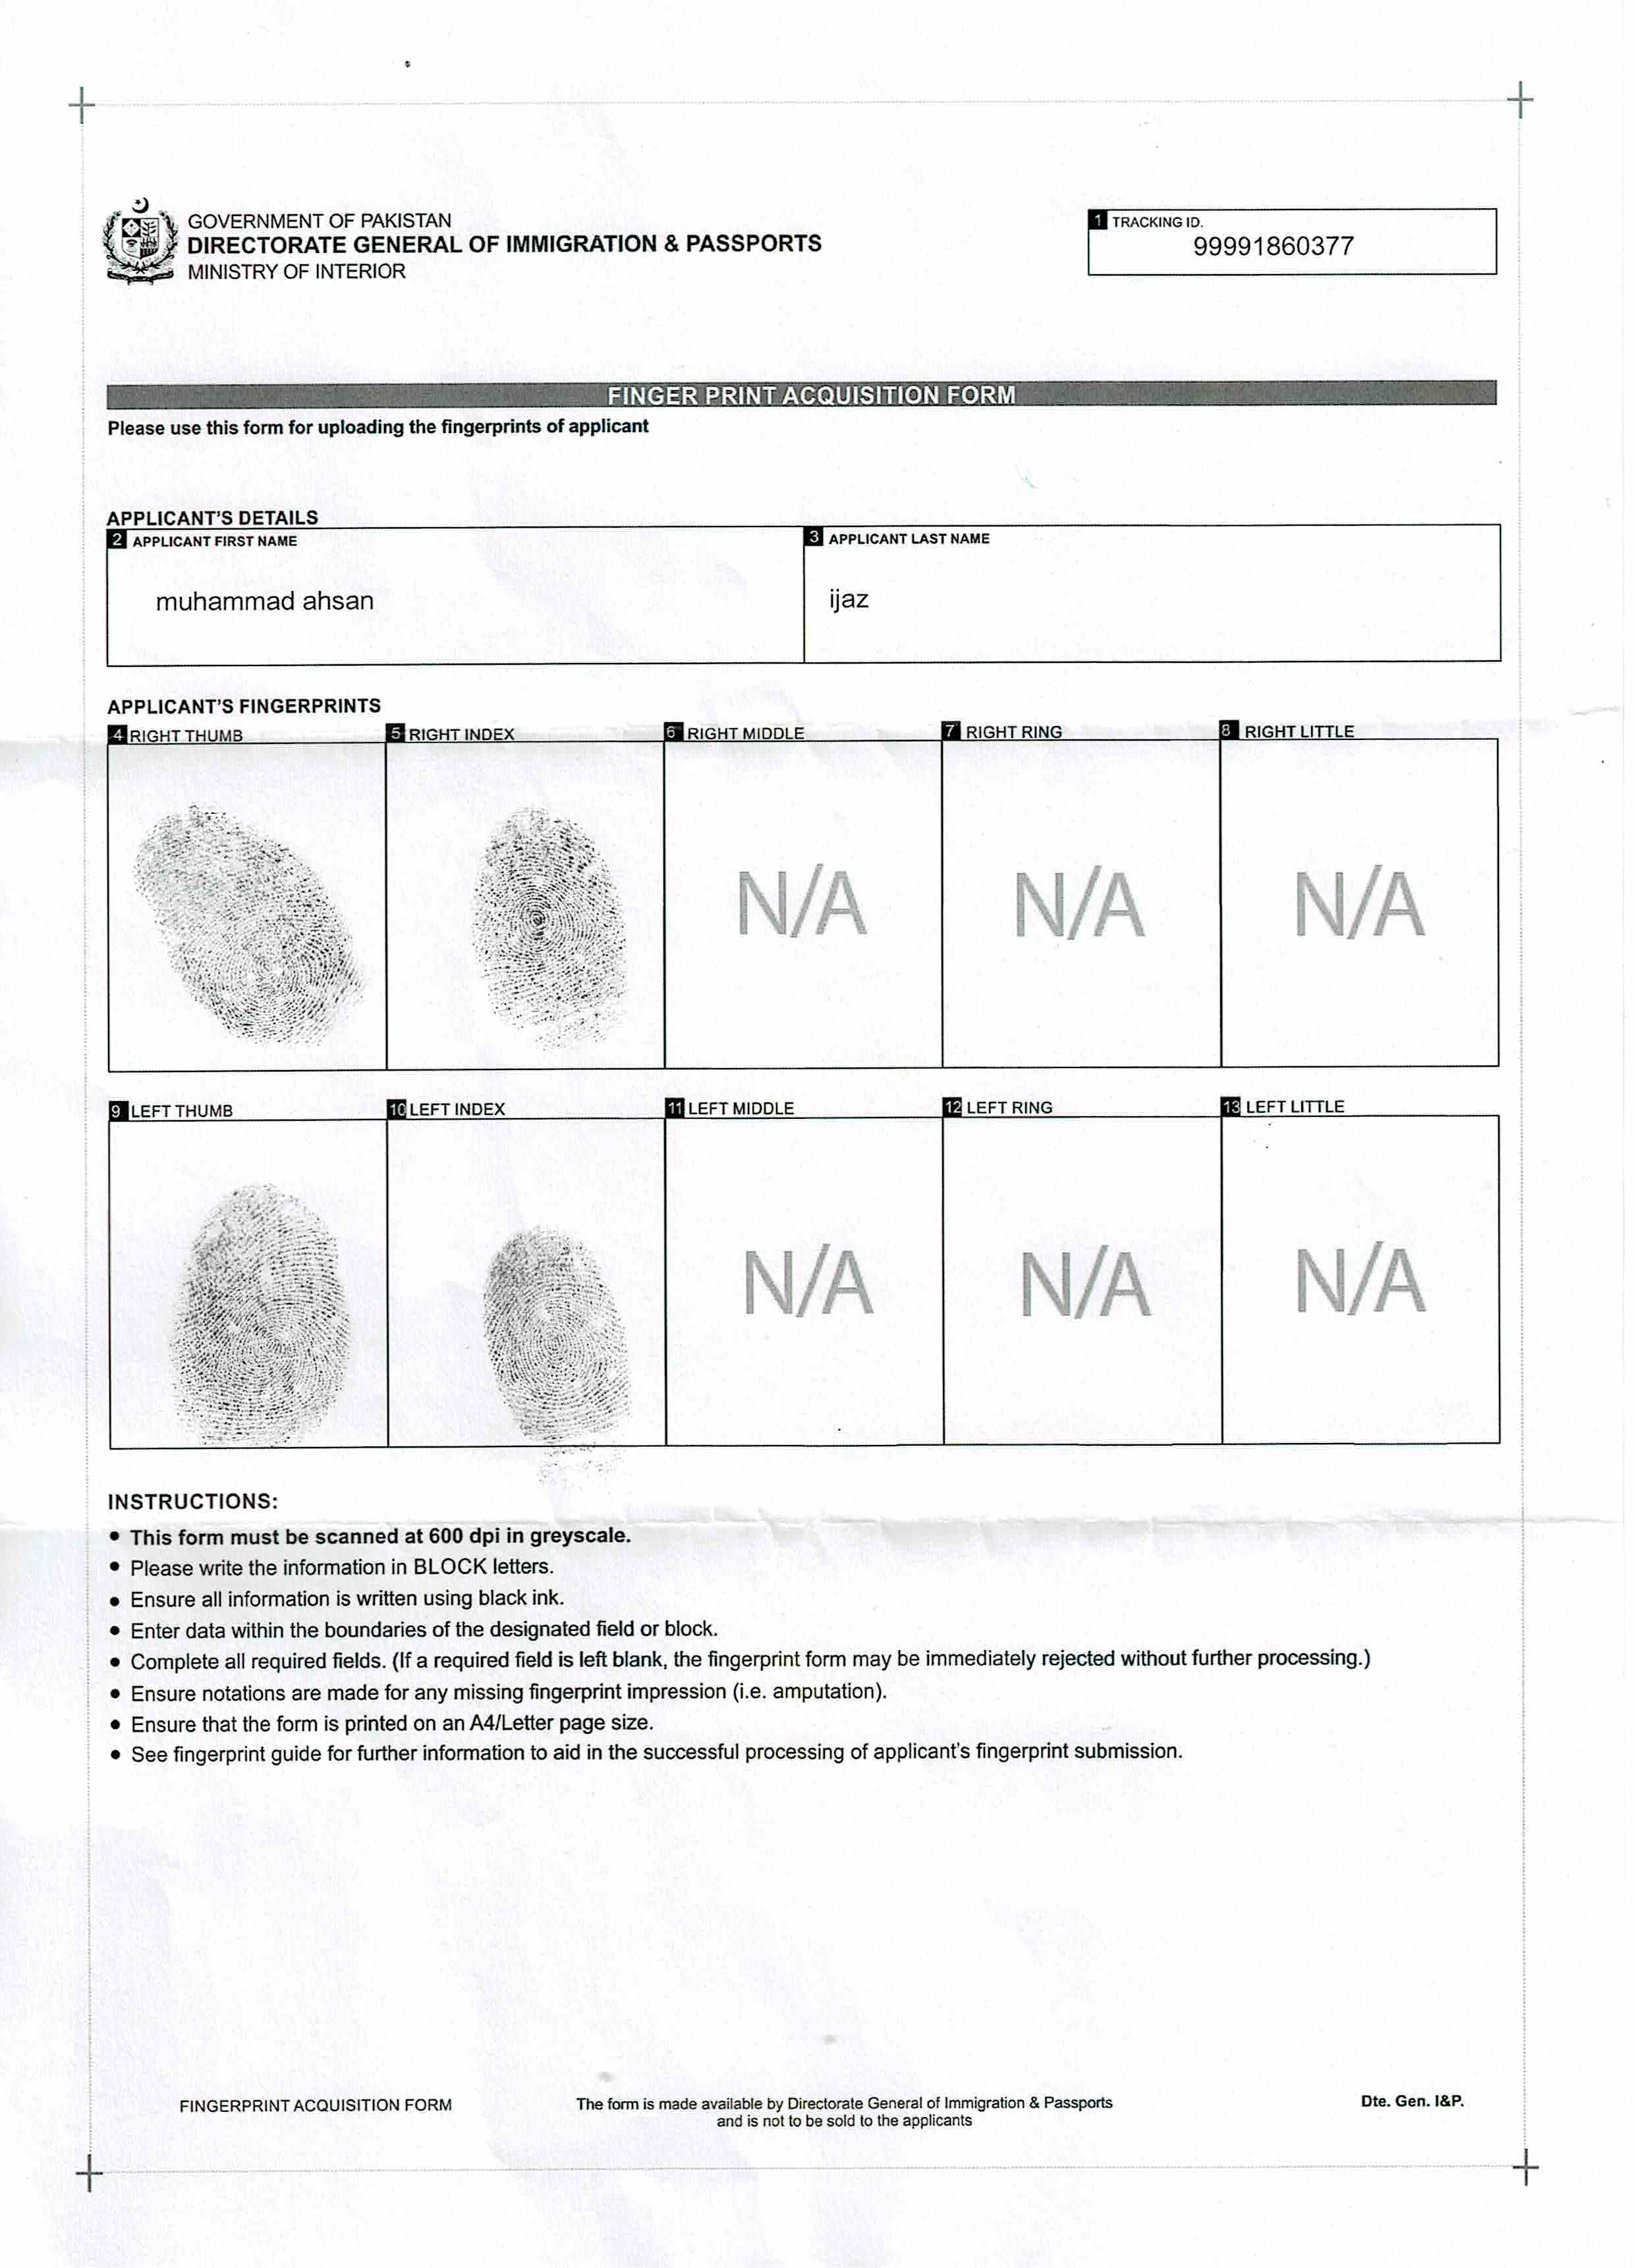 GOVERNMENT OF PAKISTAN
DIRECTORATE GENERAL OF IMMIGRATION & PASSPORTS
MINISTRY OF INTERIOR
1 TRACKING ID.
99991860377
FINGER PRINT ACQUISITION FORM
Please use this form for uploading the fingerprints of applicant
APPLICANT'S DETAILS
2 APPLICANT FIRST NAME
muhammad ahsan
3 APPLICANT LAST NAME
ijaz
APPLICANT'S FINGERPRINTS
4 RIGHT THUMB
5 RIGHT INDEX
6 RIGHT MIDDLE
7 RIGHT RING
8 RIGHT LITTLE
N/A
N/A
N/A
9 LEFT THUMB
10 LEFT INDEX
11 LEFT MIDDLE
12 LEFT RING
13 LEFT LITTLE
N/A
N/A
N/A
INSTRUCTIONS:
• This form must be scanned at 600 dpi in greyscale.
• Please write the information in BLOCK letters.
• Ensure all information is written using black ink.
• Enter data within the boundaries of the designated field or block.
• Complete all required fields. (If a required field is left blank, the fingerprint form may be immediately rejected without further processing.)
• Ensure notations are made for any missing fingerprint impression (i.e. amputation).
• Ensure that the form is printed on an A4/Letter page size.
• See fingerprint guide for further information to aid in the successful processing of applicant's fingerprint submission.
FINGERPRINT ACQUISITION FORM
The form is made available by Directorate General of Immigration & Passports
and is not to be sold to the applicants
Dte. Gen. I&P.